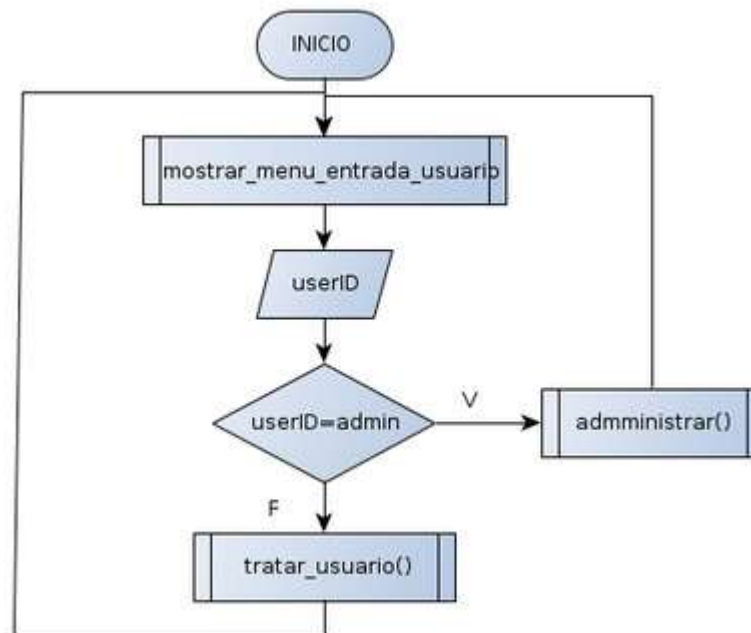 INICIO
mostrar_menu_entrada_usuario
userID
userID=admin
V
admministrar()
F
tratar_usuario()